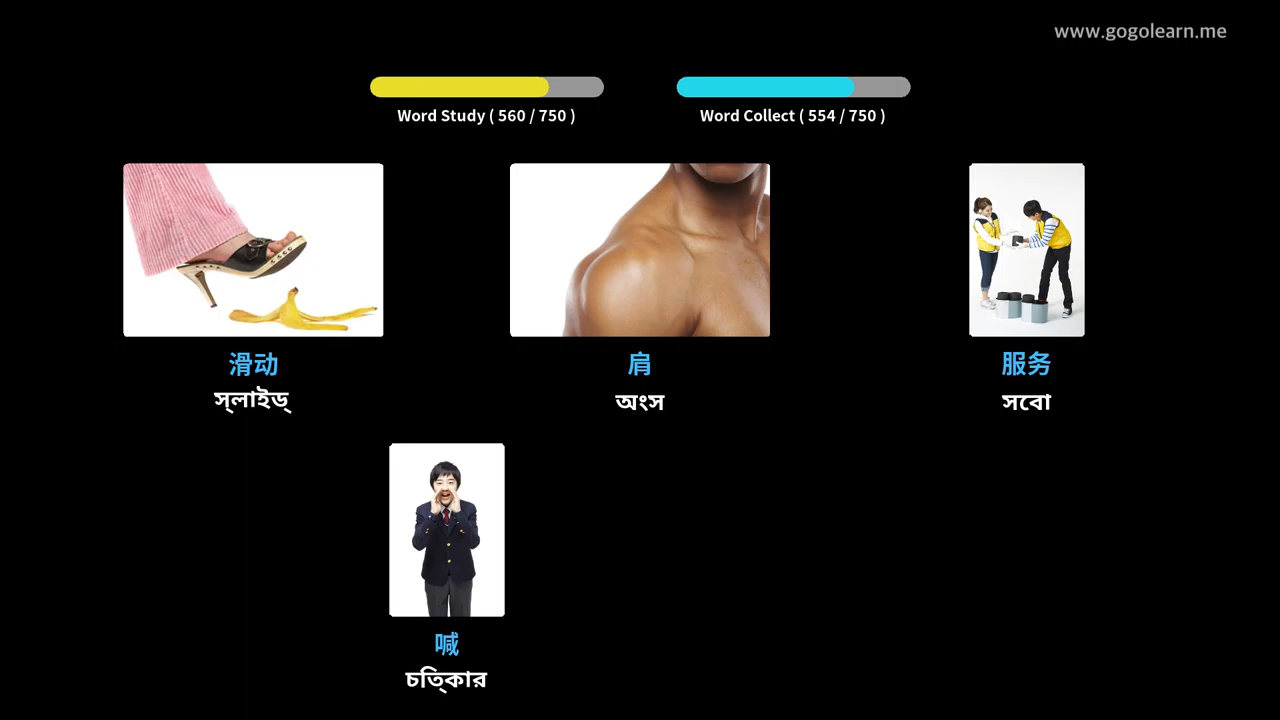 www.gogolearn.me
Word Study ( 560 / 750 )
Word Collect ( 554 / 750 )
滑动
স্লাইড্
肩
অংস
服务
সবো
喊
চতি্কার